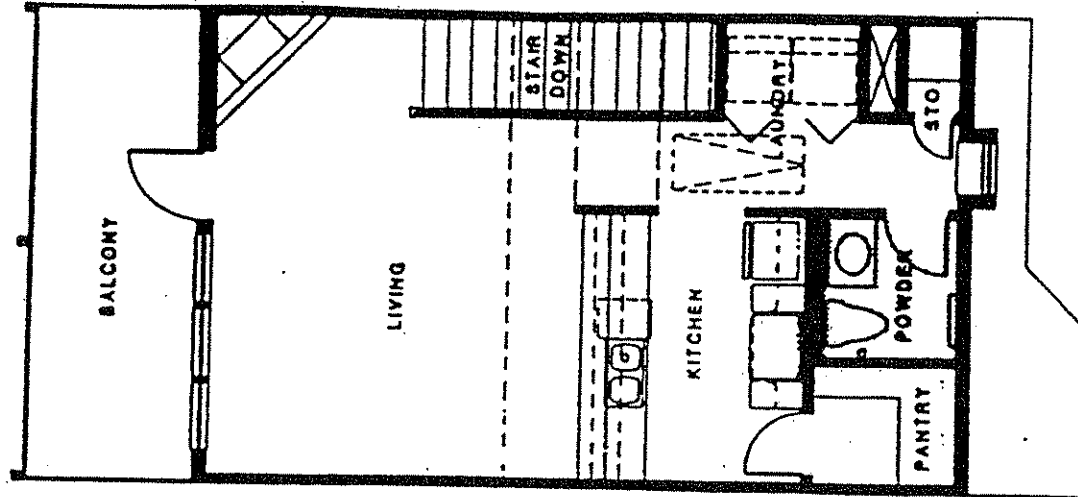 BALCONY
LIVING
STAIR
DOWN
KITCHEN
LAUNDRY
STO
POWDER
PANTRY